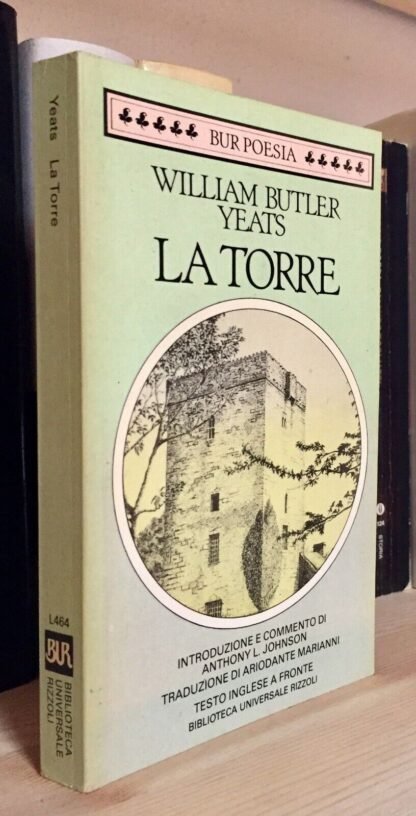 Yeats La Torre
L464
BUR
BIBLIOTECA
UNIVERSALE
RIZZOLI
BUR POESIA
WILLIAM BUTLER
YEATS
LA TORRE
INTRODUZIONE E COMMENTO DI
ANTHONY L. JOHNSON
TRADUZIONE DI ARIODANTE MARIANNI
TESTO INGLESE A FRONTE
BIBLIOTECA UNIVERSALE RIZZOLI
STORIA